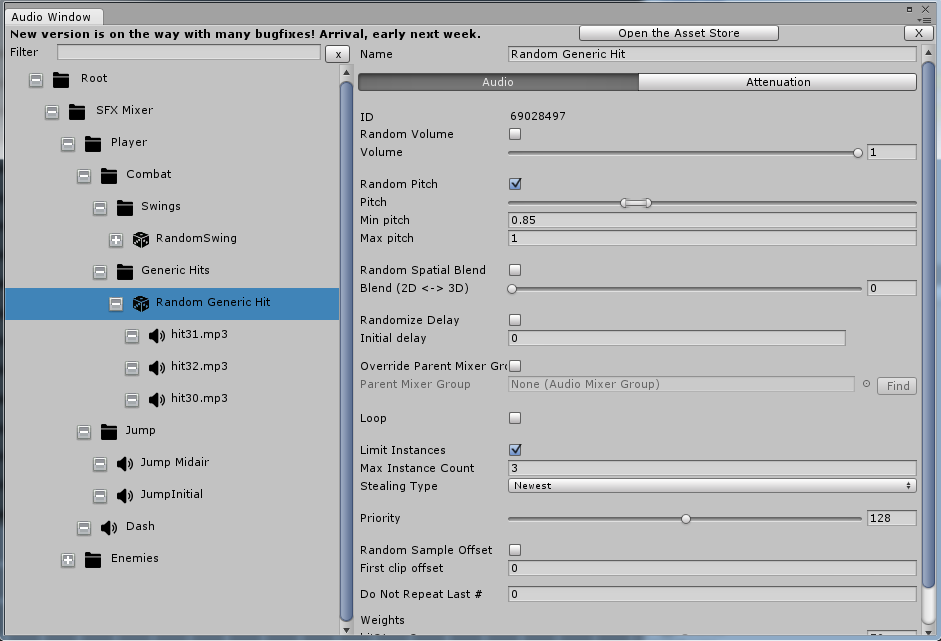 Audio Window
New version is on the way with many bugfixes! Arrival, early next week.
Open the Asset Store
X
Filter
x
Root
SFX Mixer
Player
Combat
Swings
RandomSwing
Generic Hits
Random Generic Hit
hit31.mp3
hit32.mp3
hit30.mp3
Jump
Jump Midair
JumpInitial
Dash
Enemies
Name Random Generic Hit
Audio Attenuation
ID 69028497
Random Volume
Volume 1
Random Pitch
Pitch
Min pitch 0.85
Max pitch 1
Random Spatial Blend
Blend (2D <-> 3D) 0
Randomize Delay
Initial delay 0
Override Parent Mixer Gro
Parent Mixer Group None (Audio Mixer Group) Find
Loop
Limit Instances
Max Instance Count 3
Stealing Type Newest
Priority 128
Random Sample Offset
First clip offset 0
Do Not Repeat Last # 0
Weights